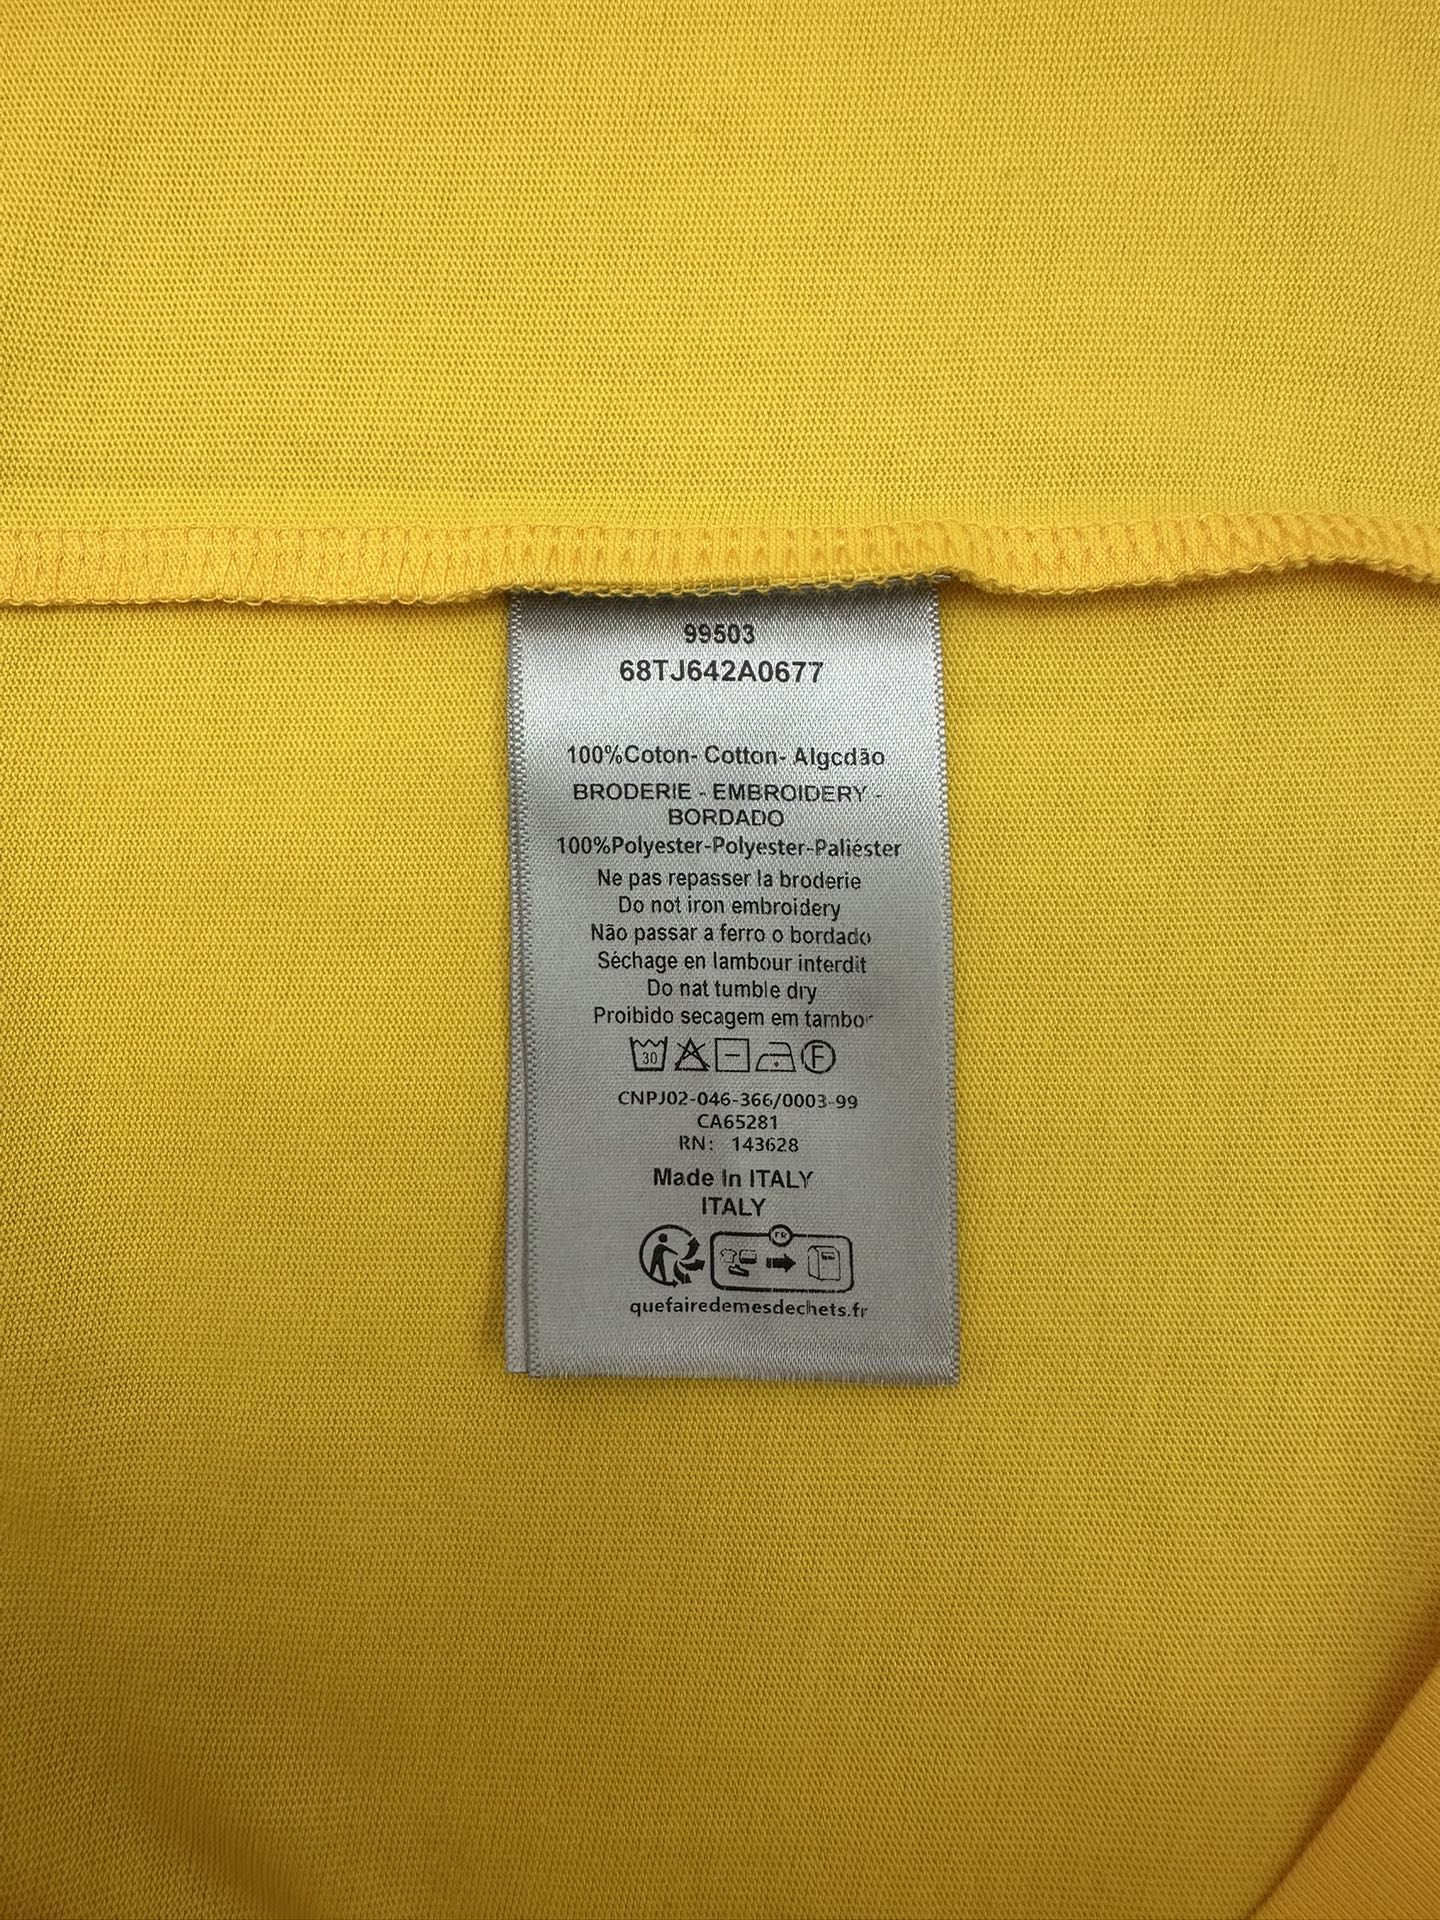 99503
68TJ642A0677
100%Coton- Cotton- Algcdão
BRODERIE - EMBROIDERY -
BORDADO
100%Polyester-Polyester-Paliéster
Ne pas repasser la broderie
Do not iron embroidery
Não passar a ferro o bordado
Séchage en lambour interdit
Do nat tumble dry
Proibido secagem em tambor
30
F
CNPJ02-046-366/0003-99
CA65281
RN: 143628
Made In ITALY
ITALY
FR
quefairedemesdechets.fr